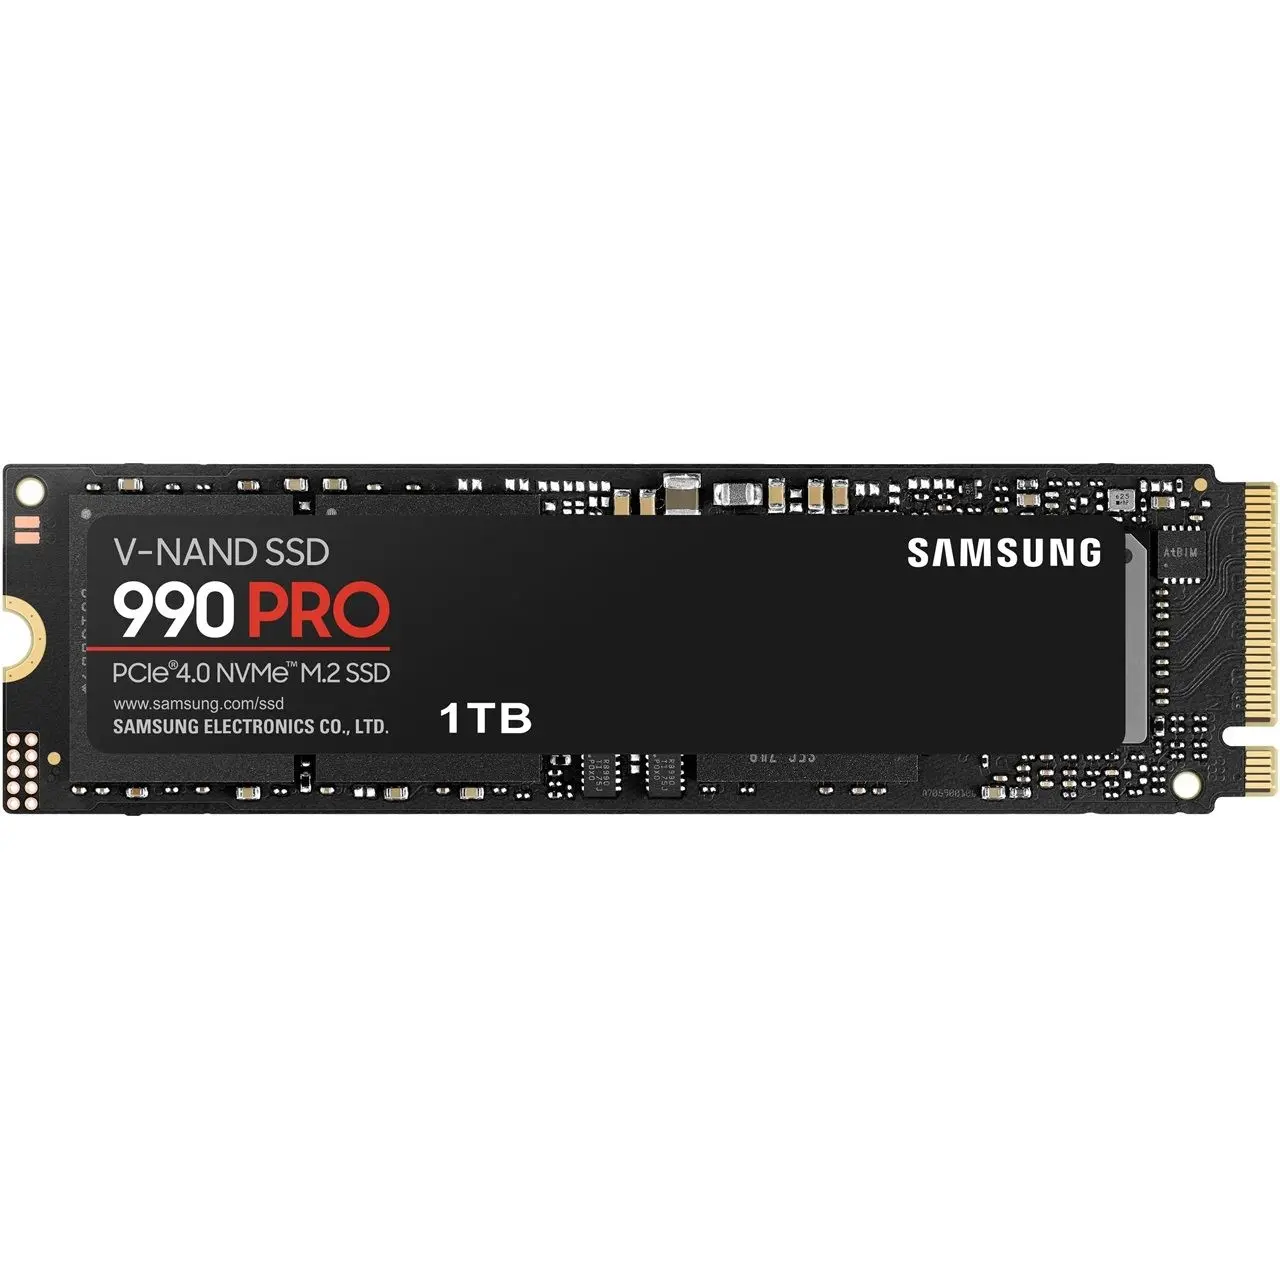 V-NAND SSD
SAMSUNG
990 PRO
PCIe®4.0 NVMe™ M.2 SSD
www.samsung.com/ssd
SAMSUNG ELECTRONICS CO., LTD.
1TB
AtBIM